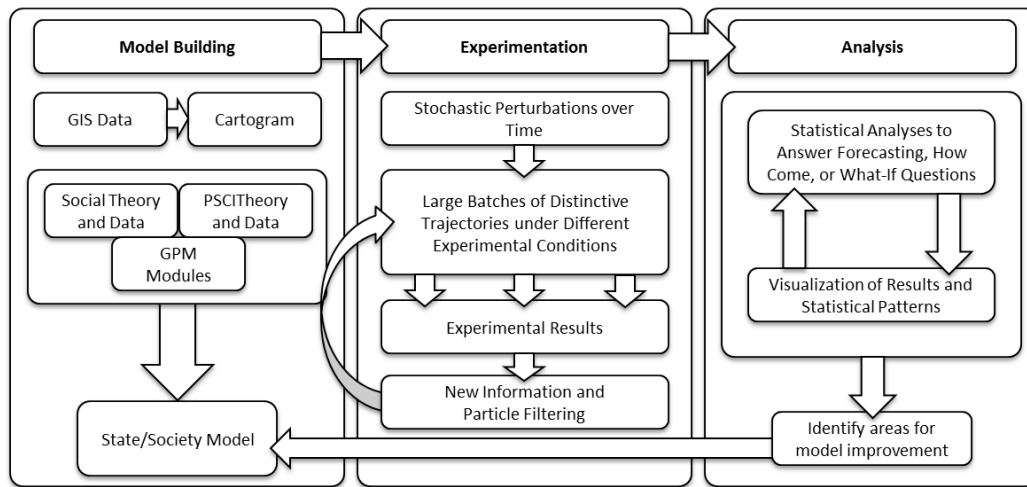 Model Building
GIS Data
Cartogram
Social Theory
and Data
PSCITheory
and Data
GPM
Modules
State/Society Model
Experimentation
Stochastic Perturbations over
Time
Large Batches of Distinctive
Trajectories under Different
Experimental Conditions
Experimental Results
New Information and
Particle Filtering
Analysis
Statistical Analyses to
Answer Forecasting, How
Come, or What-If Questions
Visualization of Results and
Statistical Patterns
Identify areas for
model improvement